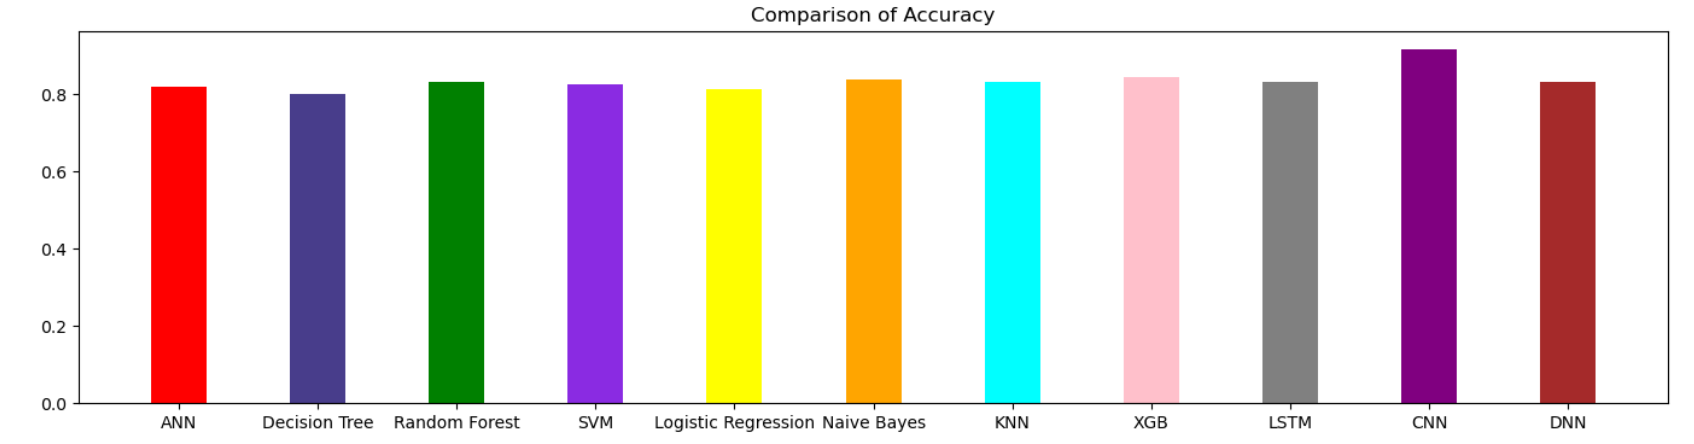 Comparison of Accuracy
0.8
0.6
0.4
0.2
0.0
ANN Decision Tree Random Forest SVM Logistic Regression Naive Bayes KNN XGB LSTM CNN DNN